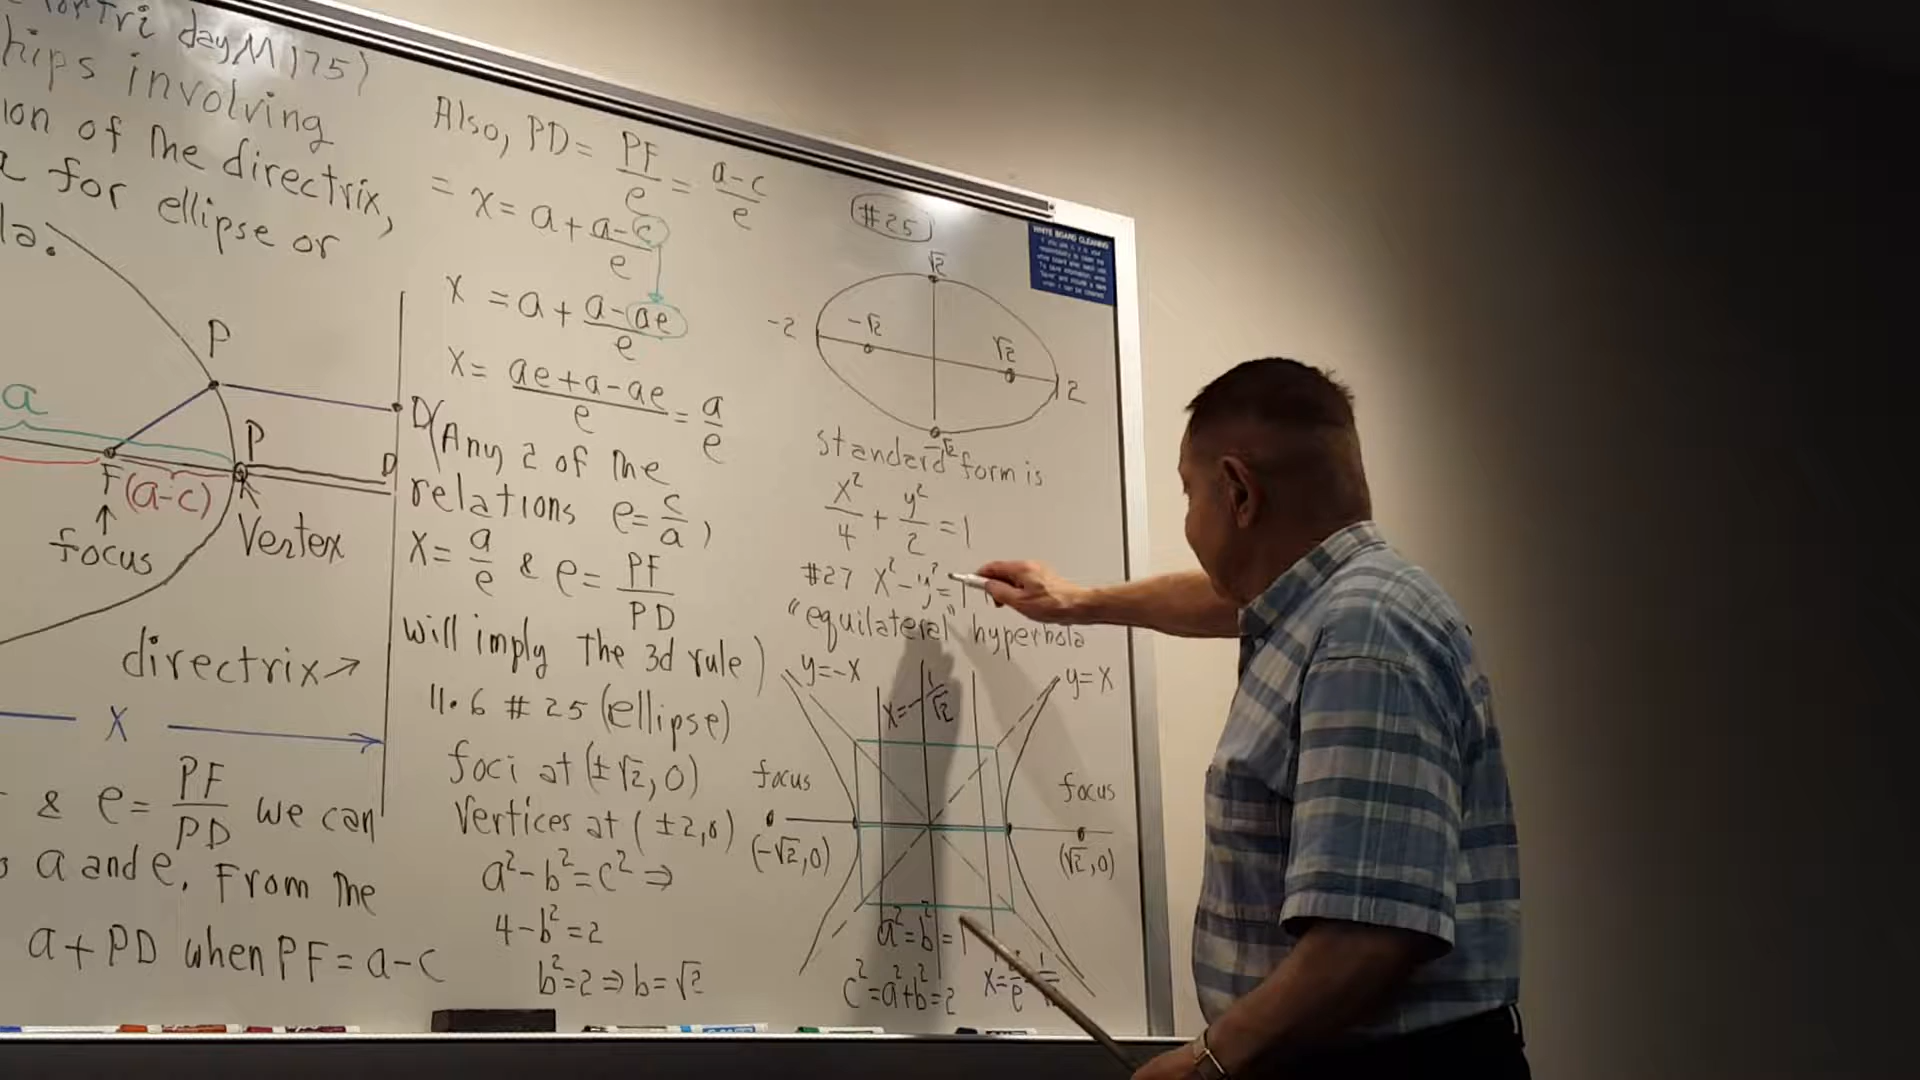 day M 175)
hips involving
ion of the directrix,
for ellipse or
la.
P
a
D
P
D
F (a-c)
↑
focus
Vertex
directrix →
X
& e = PF/PD we can
a and e. From the
a + PD when PF = a - c
Also, PD = PF/e = (a-c)/e
= x = a + (a-c)/e
x = a + (a-ae)/e
x = (ae+a-ae)/e = a/e
(Any 2 of the
relations e = c/a,
x = a/e & e = PF/PD
will imply the 3d rule)
11.6 # 25 (ellipse)
foci at (±√2, 0)
Vertices at (±2, 0)
a² - b² = c² ⇒
4 - b² = 2
b² = 2 ⇒ b = √2
#25
√2
-2
-√2
√2
2
-√2
standard form is
x²/4 + y²/2 = 1
#27 x² - y² = 1
"equilateral" hyperbola
y = -x
x = -1/√2
y = x
focus
focus
(-√2, 0)
(√2, 0)
a² = b² = 1
c² = a² + b² = 2
WHITE BOARD CLEANING